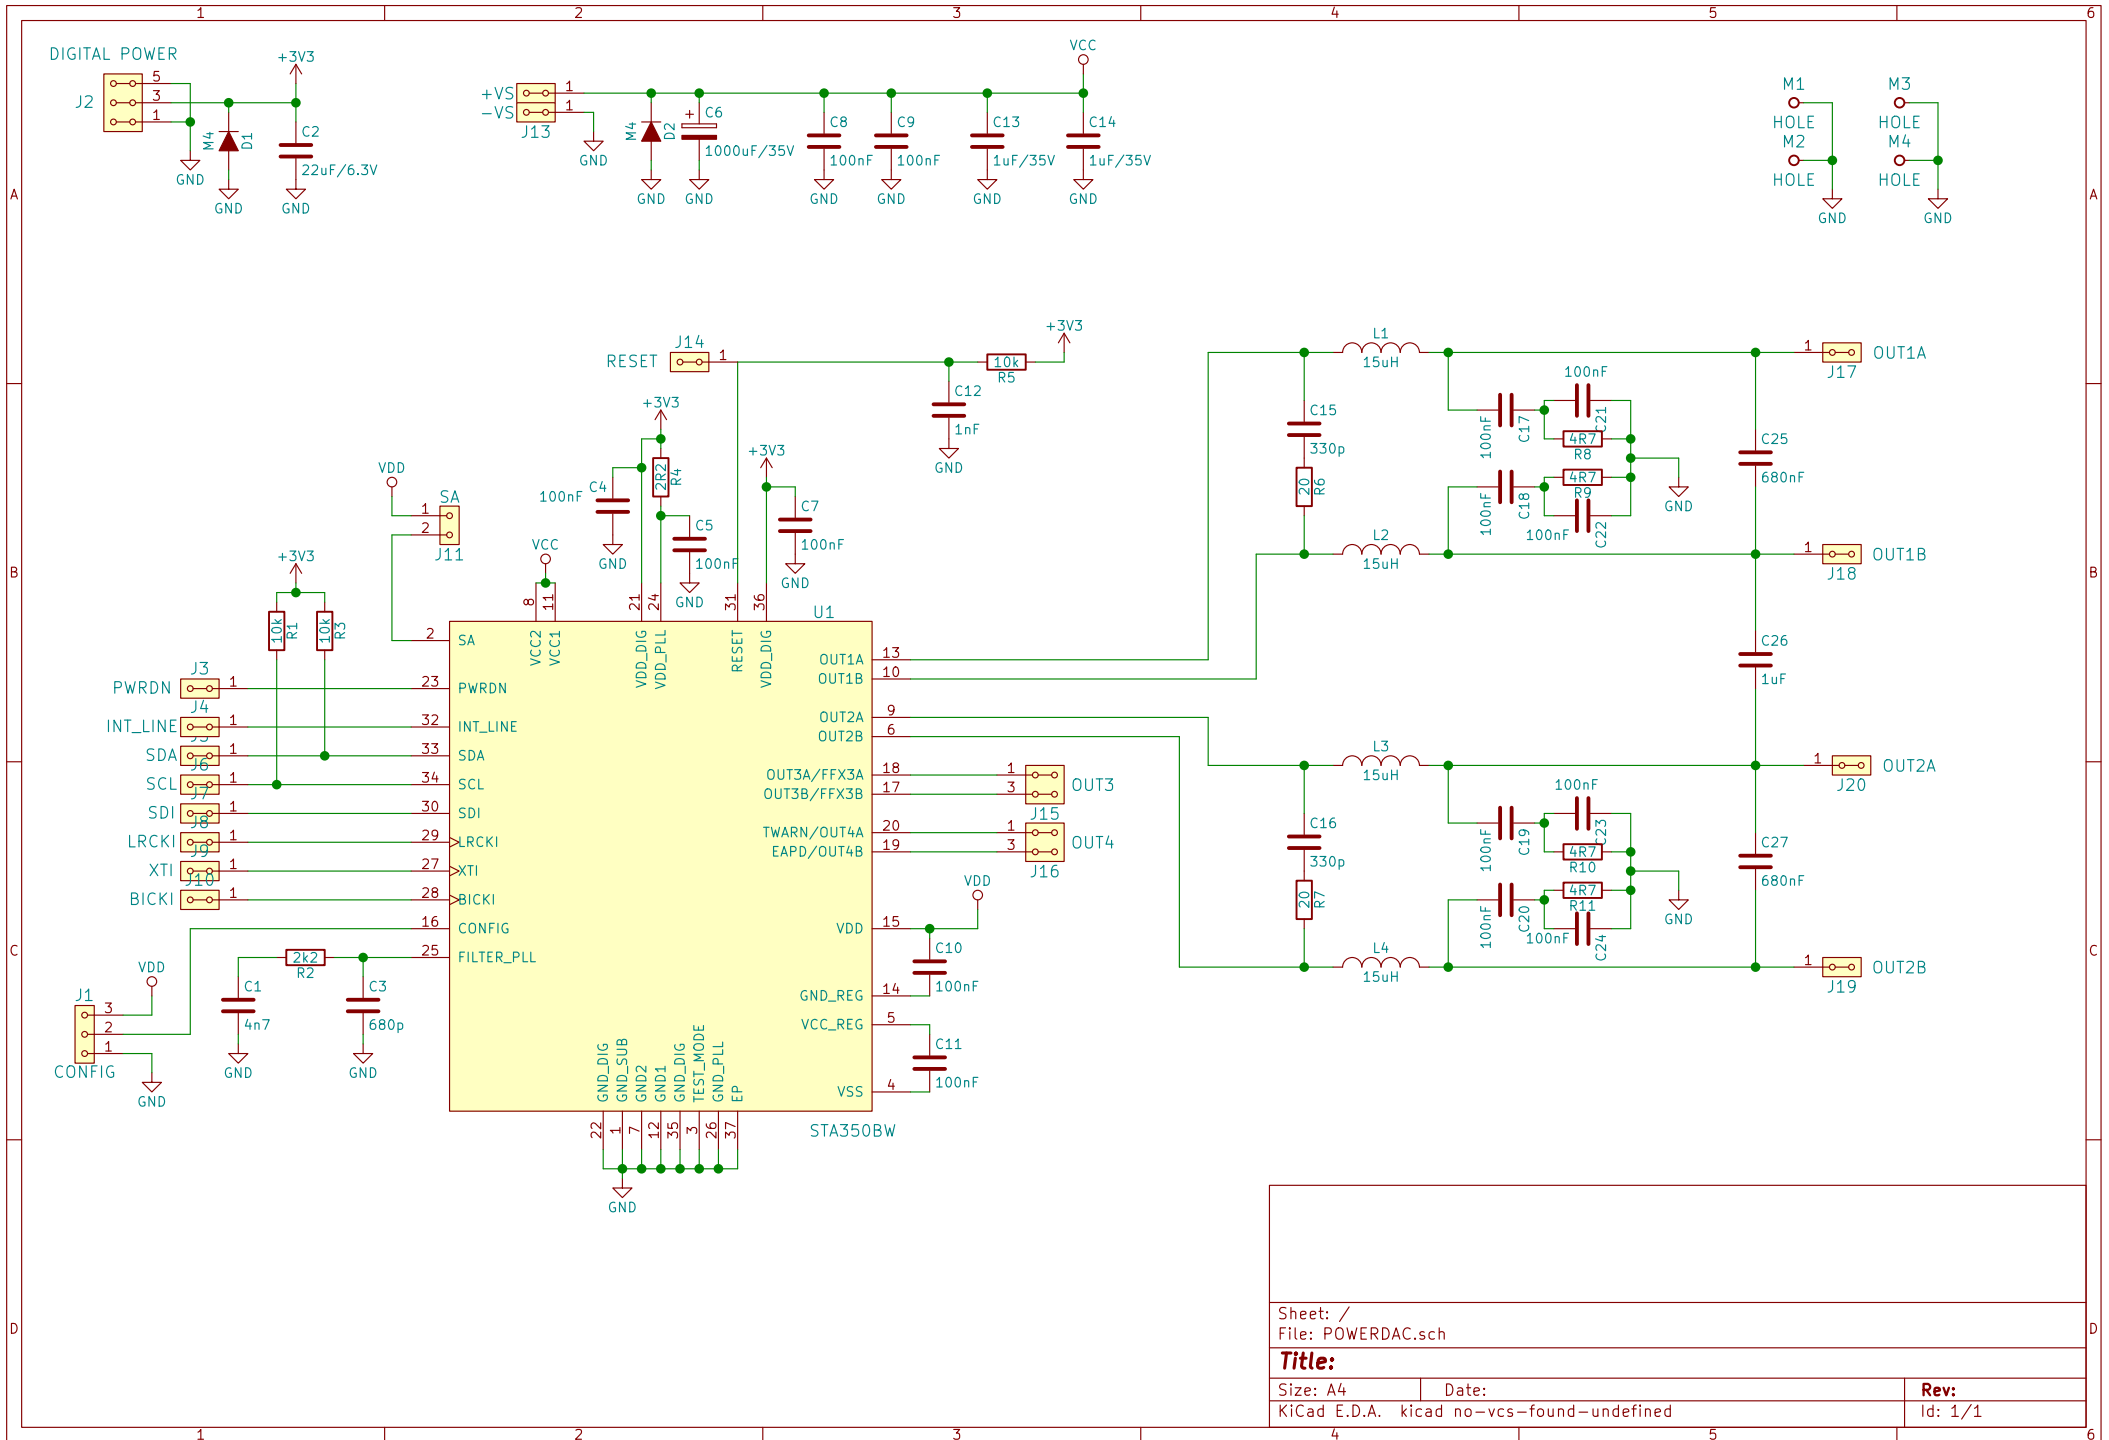 1 2 3 4 5 6
DIGITAL POWER
J2
5
3
1
GND
M4
D1
GND
+3V3
C2
22uF/6.3V
GND
+VS
-VS
1
1
J13
GND
M4
D2
GND
+
C6
1000uF/35V
GND
C8
100nF
GND
C9
100nF
GND
C13
1uF/35V
GND
VCC
C14
1uF/35V
GND
M1
HOLE
M2
HOLE
GND
M3
HOLE
M4
HOLE
GND
A
A
RESET
J14
1
C12
1nF
GND
10k
R5
+3V3
+3V3
C4
100nF
GND
2R2
R4
C5
100nF
GND
+3V3
C7
100nF
GND
VDD
SA
1
2
J11
VCC
+3V3
10k
R1
10k
R3
B
B
PWRDN
J3
1
INT_LINE
J4
1
SDA
J5
1
SCL
J6
1
SDI
J7
1
LRCKI
J8
1
XTI
J9
1
BICKI
J10
1
U1
8 VCC2
11 VCC1
21 VDD_DIG
24 VDD_PLL
31 RESET
36 VDD_DIG
2 SA
23 PWRDN
32 INT_LINE
33 SDA
34 SCL
30 SDI
29 LRCKI
27 XTI
28 BICKI
16 CONFIG
25 FILTER_PLL
OUT1A 13
OUT1B 10
OUT2A 9
OUT2B 6
OUT3A/FFX3A 18
OUT3B/FFX3B 17
TWARN/OUT4A 20
EAPD/OUT4B 19
VDD 15
GND_REG 14
VCC_REG 5
VSS 4
GND_DIG 22
GND_SUB 1
GND2 7
GND1 12
GND_DIG 35
TEST_MODE 3
GND_PLL 26
EP 37
STA350BW
GND
1
3
J15
OUT3
1
3
J16
OUT4
VDD
C10
100nF
C11
100nF
2k2
R2
C1
4n7
GND
C3
680p
GND
VDD
J1
3
2
1
CONFIG
GND
C
C
L1
15uH
C15
330p
20
R6
L2
15uH
100nF
C17
100nF
C21
4R7
R8
4R7
R9
100nF
C18
100nF
C22
GND
C25
680nF
1
J17
OUT1A
1
J18
OUT1B
C26
1uF
L3
15uH
C16
330p
20
R7
L4
15uH
100nF
C19
100nF
C23
4R7
R10
4R7
R11
100nF
C20
100nF
C24
GND
C27
680nF
1
J20
OUT2A
1
J19
OUT2B
D
D
Sheet: /
File: POWERDAC.sch
Title:
Size: A4
Date:
Rev:
KiCad E.D.A. kicad no-vcs-found-undefined
Id: 1/1
1 2 3 4 5 6